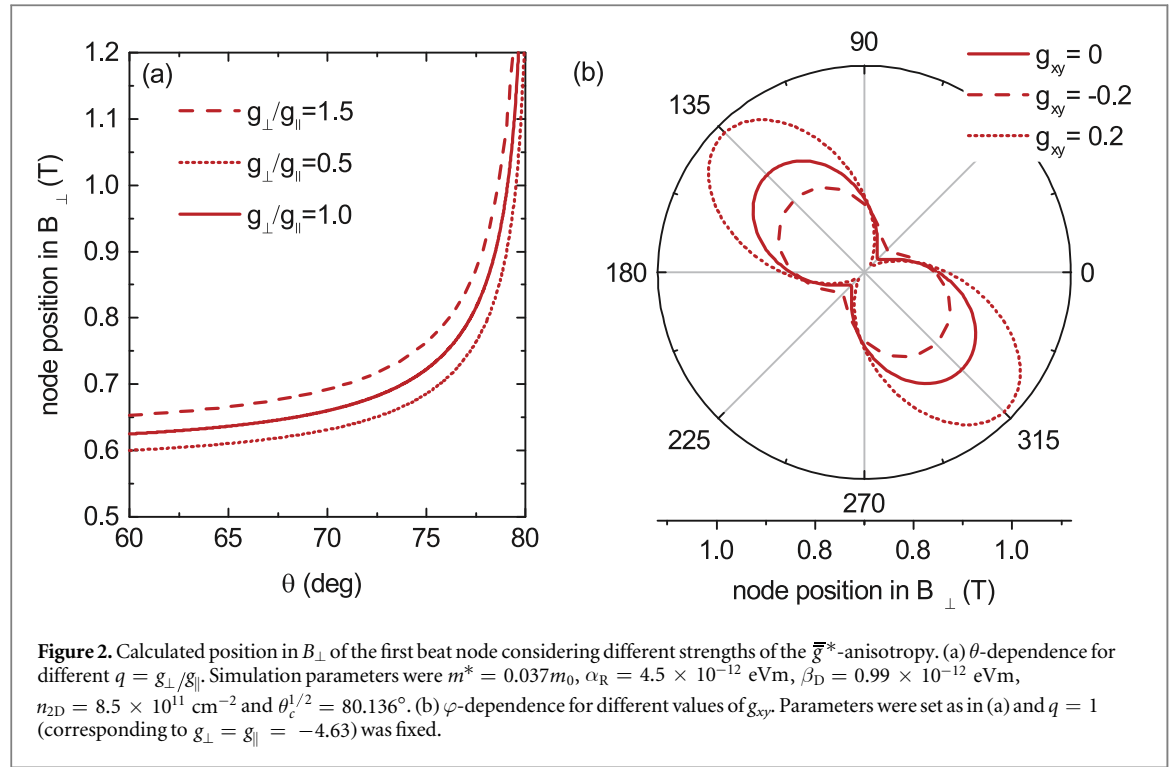 (a)
g⊥/g∥=1.5
g⊥/g∥=0.5
g⊥/g∥=1.0
1.2
1.1
1.0
0.9
0.8
0.7
0.6
0.5
node position in B⊥(T)
60
65
70
75
80
θ (deg)
(b)
90
gxy= 0
gxy= -0.2
gxy= 0.2
135
180
0
225
315
270
1.0
0.8
0.8
1.0
node position in B⊥(T)
Figure 2. Calculated position in B⊥ of the first beat node considering different strengths of the g̿*-anisotropy. (a) θ-dependence for
different q = g⊥/g∥. Simulation parameters were m* = 0.037m₀, αR = 4.5 × 10⁻¹² eVm, βD = 0.99 × 10⁻¹² eVm,
n2D = 8.5 × 10¹¹ cm⁻² and θc^1/2 = 80.136°. (b) φ-dependence for different values of gxy. Parameters were set as in (a) and q = 1
(corresponding to g⊥ = g∥ = −4.63) was fixed.